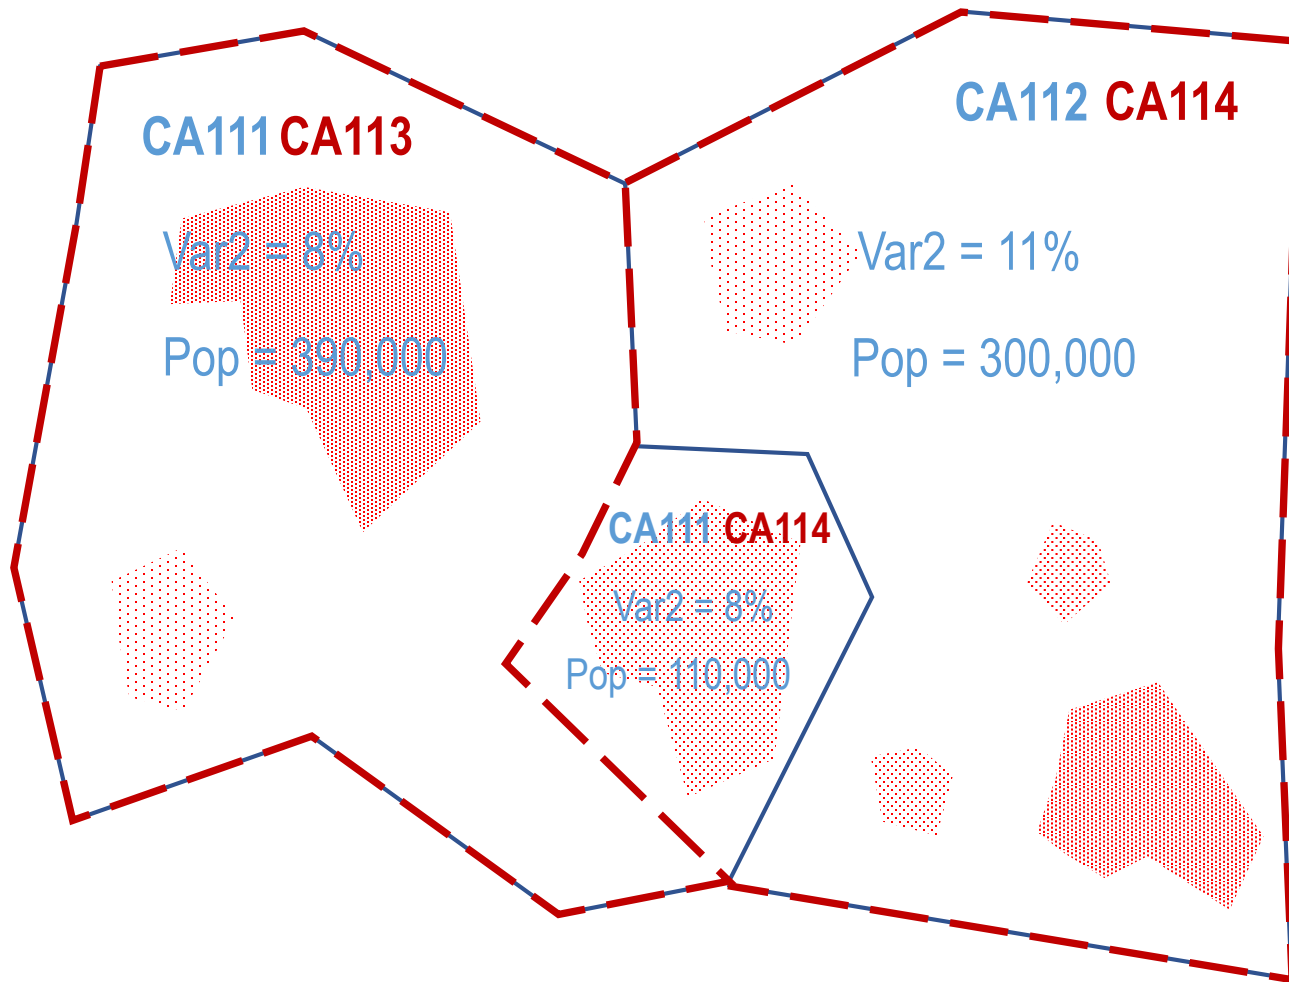 CA111 CA113
Var2 = 8%
Pop = 390,000
CA112 CA114
Var2 = 11%
Pop = 300,000
CA111 CA114
Var2 = 8%
Pop = 110,000